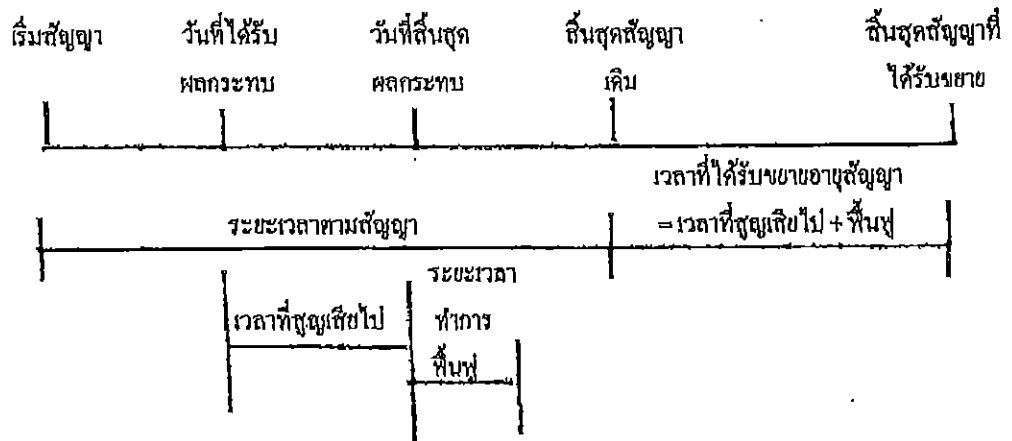 เริ่มสัญญา วันที่ได้รับ วันที่สิ้นสุด สิ้นสุดสัญญา สิ้นสุดสัญญาที่
ผลกระทบ ผลกระทบ เดิม ได้รับขยาย
เวลาที่ได้รับขยายอายุสัญญา
ระยะเวลาตามสัญญา =เวลาที่สูญเสียไป + ฟื้นฟู
ระยะเวลา
เวลาที่สูญเสียไป ทำการ
ฟื้นฟู